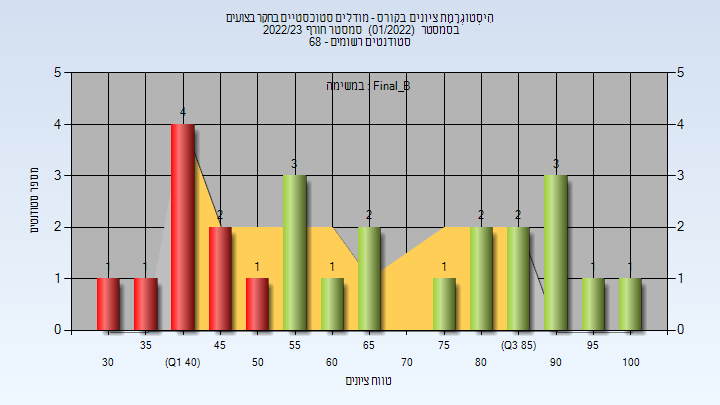 היסטוגרמת ציונים בקורס - מודלים סטוכסטיים בחקר בצועים
בסמסטר (01/2022) סמסטר חורף 2022/23
סטודנטים רשומים - 68
במשימה : Final_B
5 5
4 4
3 3
2 2
1 1
0 0
1 1 4 2 1 3 1 2 1 2 2 3 1 1
מספר סטודנטים
35 45 55 65 75 (Q3 85) 95
30 (Q1 40) 50 60 70 80 90 100
טווח ציונים